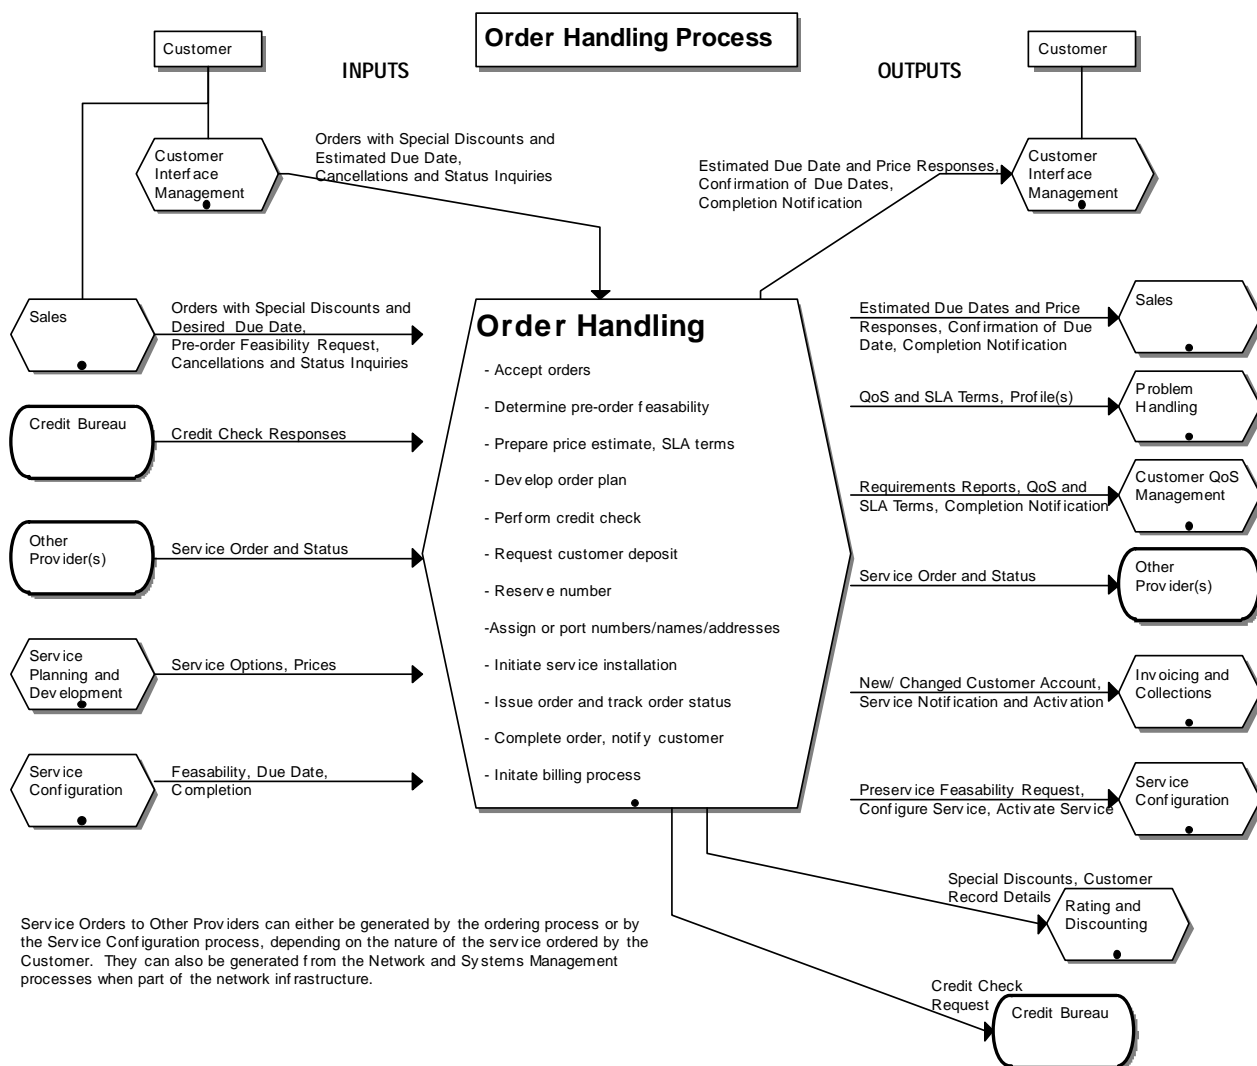 Order Handling Process
Customer
INPUTS
OUTPUTS
Customer
Customer
Interface
Management
Orders with Special Discounts and
Estimated Due Date,
Cancellations and Status Inquiries
Estimated Due Date and Price Responses,
Confirmation of Due Dates,
Completion Notification
Customer
Interface
Management
Sales
Orders with Special Discounts and
Desired Due Date,
Pre-order Feasibility Request,
Cancellations and Status Inquiries
Credit Bureau
Credit Check Responses
Other
Provider(s)
Service Order and Status
Service
Planning and
Development
Service Options, Prices
Service
Configuration
Feasability, Due Date,
Completion
Order Handling
- Accept orders
- Determine pre-order feasability
- Prepare price estimate, SLA terms
- Develop order plan
- Perform credit check
- Request customer deposit
- Reserve number
-Assign or port numbers/names/addresses
- Initiate service installation
- Issue order and track order status
- Complete order, notify customer
- Initate billing process
Estimated Due Dates and Price
Responses, Confirmation of Due
Date, Completion Notification
Sales
QoS and SLA Terms, Profile(s)
Problem
Handling
Requirements Reports, QoS and
SLA Terms, Completion Notification
Customer QoS
Management
Service Order and Status
Other
Provider(s)
New/ Changed Customer Account,
Service Notification and Activation
Invoicing and
Collections
Preservice Feasability Request,
Configure Service, Activate Service
Service
Configuration
Special Discounts, Customer
Record Details
Rating and
Discounting
Credit Check
Request
Credit Bureau
Service Orders to Other Providers can either be generated by the ordering process or by
the Service Configuration process, depending on the nature of the service ordered by the
Customer. They can also be generated from the Network and Systems Management
processes when part of the network infrastructure.